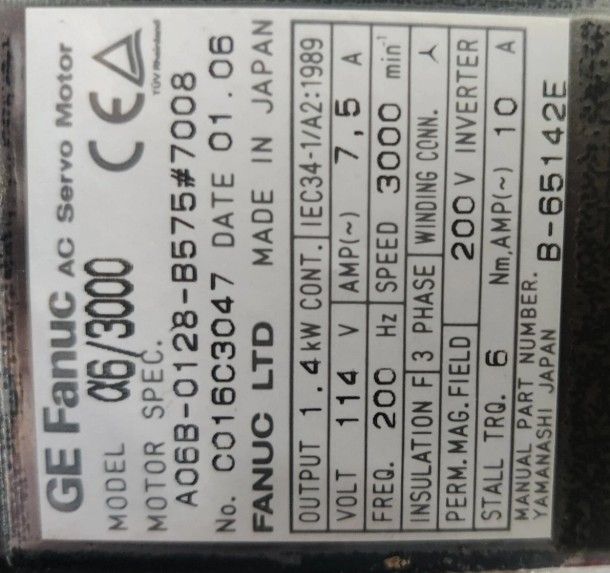 GE Fanuc AC Servo Motor
MODEL α6/3000
CE TÜV Rheinland
MOTOR SPEC.
A06B-0128-B575#7008
No. C016C3047 DATE 01.06
FANUC LTD MADE IN JAPAN
OUTPUT 1.4 kW CONT. IEC34-1/A2:1989
VOLT 114 V AMP(~) 7,5 A
FREQ. 200 Hz SPEED 3000 min⁻¹
INSULATION F 3 PHASE WINDING CONN. Y
PERM.MAG.FIELD 200 V INVERTER
STALL TRQ. 6 Nm,AMP(~) 10 A
MANUAL PART NUMBER. B-65142E
YAMANASHI JAPAN